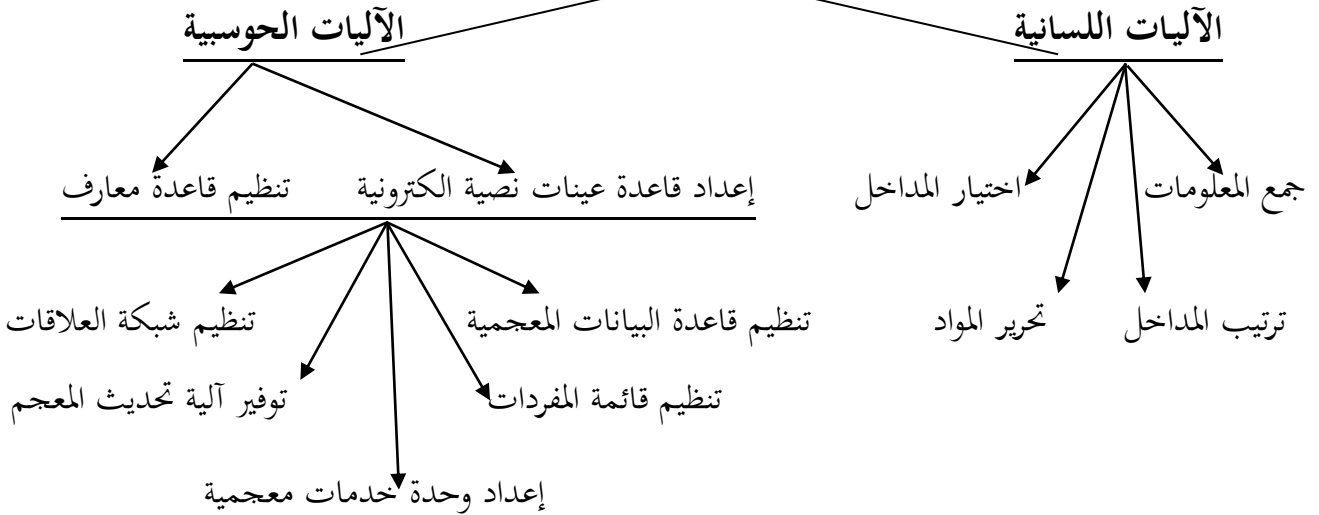 الآليات اللسانية الآليات الحوسبية
جمع المعلومات اختيار المداخل إعداد قاعدة عينات نصية الكترونية تنظيم قاعدة معارف
ترتيب المداخل تحرير المواد تنظيم قاعدة البيانات المعجمية تنظيم شبكة العلاقات
تنظيم قائمة المفردات توفير آلية تحديث المعجم
إعداد وحدة خدمات معجمية